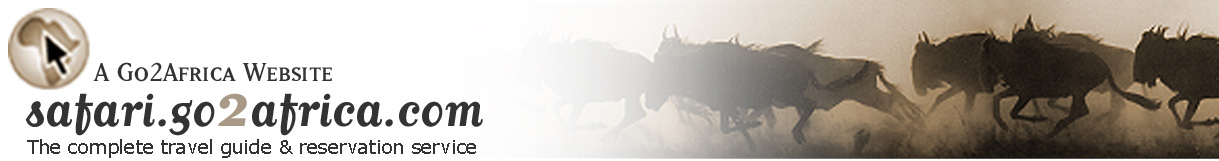 A Go2Africa Website
safari.go2africa.com
The complete travel guide & reservation service